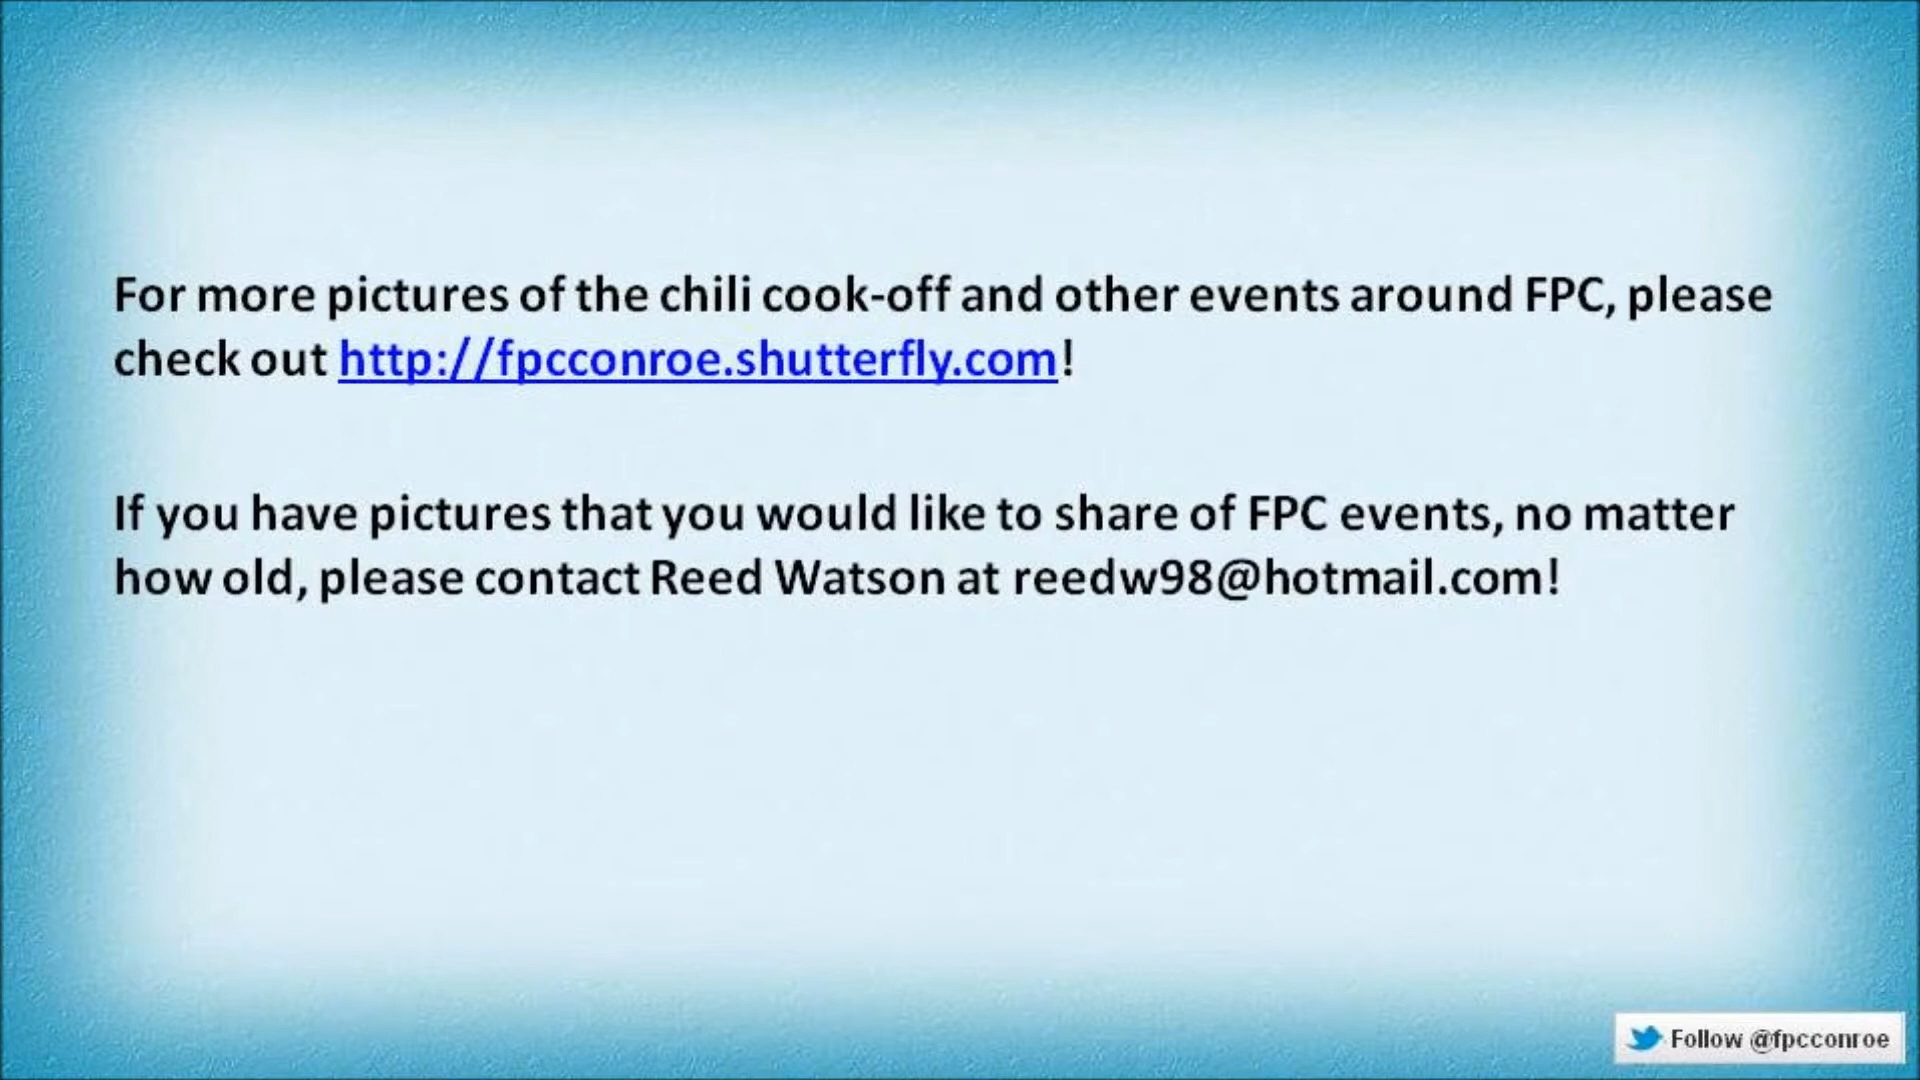 For more pictures of the chili cook-off and other events around FPC, please
check out http://fpcconroe.shutterfly.com!
If you have pictures that you would like to share of FPC events, no matter
how old, please contact Reed Watson at reedw98@hotmail.com!
Follow @fpcconroe